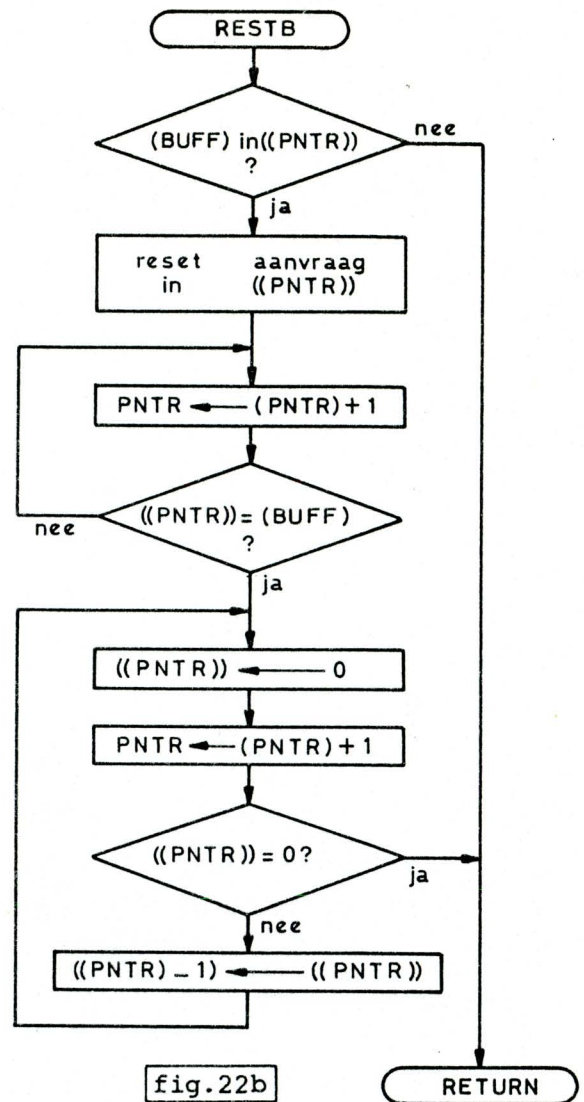 RESTB
(BUFF) in((PNTR))
?
nee
ja
reset aanvraag
in ((PNTR))
PNTR ← (PNTR)+1
((PNTR))=(BUFF)
?
nee
ja
((PNTR)) ← 0
PNTR ← (PNTR)+1
((PNTR))=0?
ja
nee
((PNTR)-1) ← ((PNTR))
fig.22b
RETURN